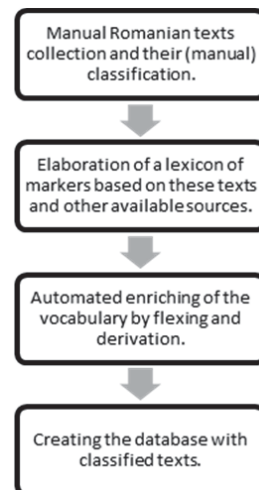 Manual Romanian texts
collection and their (manual)
classification.
Elaboration of a lexicon of
markers based on these texts
and other available sources.
Automated enriching of the
vocabulary by flexing and
derivation.
Creating the database with
classified texts.